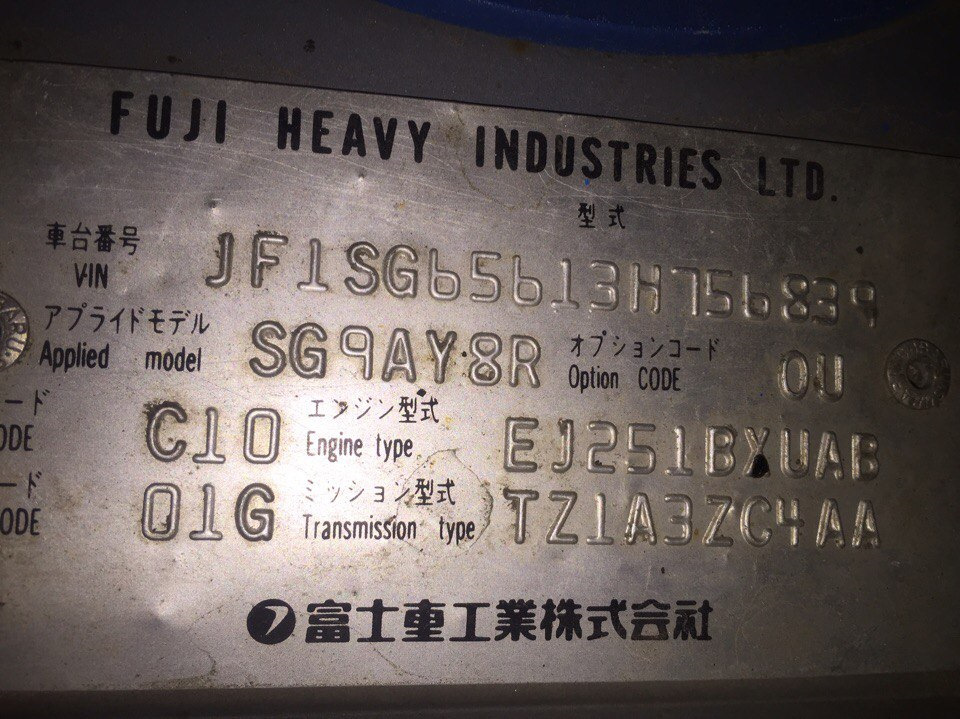 FUJI HEAVY INDUSTRIES LTD.
型式
車台番号
VIN JF1SG65613H756839
アプライドモデル
Applied model SG9AY8R オプションコード
Option CODE 0U
ード
ODE C10 エンジン型式
Engine type EJ251BXUAB
ード
ODE 01G ミッション型式
Transmission type TZ1A3ZC4AA
富士重工業株式会社